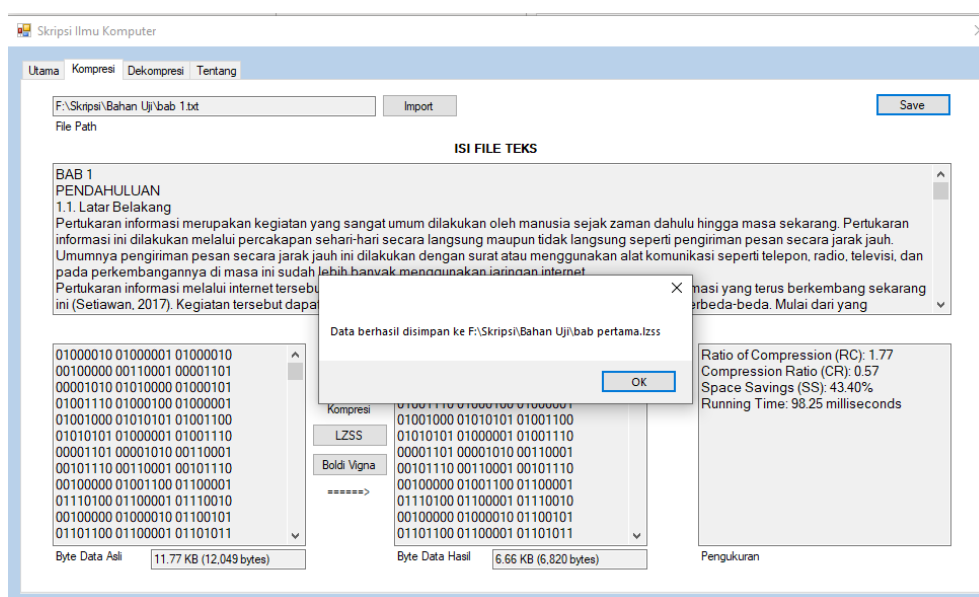 Skripsi Ilmu Komputer
Utama Kompresi Dekompresi Tentang
F:\Skripsi\Bahan Uji\bab 1.txt
Import
Save
File Path
ISI FILE TEKS
BAB 1
PENDAHULUAN
1.1. Latar Belakang
Pertukaran informasi merupakan kegiatan yang sangat umum dilakukan oleh manusia sejak zaman dahulu hingga masa sekarang. Pertukaran
informasi ini dilakukan melalui percakapan sehari-hari secara langsung maupun tidak langsung seperti pengiriman pesan secara jarak jauh.
Umumnya pengiriman pesan secara jarak jauh ini dilakukan dengan surat atau menggunakan alat komunikasi seperti telepon, radio, televisi, dan
pada perkembangannya di masa ini sudah lebih banyak menggunakan jaringan internet.
Pertukaran informasi melalui internet tersebu masi yang terus berkembang sekarang
ini (Setiawan, 2017). Kegiatan tersebut dapa erbeda-beda. Mulai dari yang
Data berhasil disimpan ke F:\Skripsi\Bahan Uji\bab pertama.lzss
OK
01000010 01000001 01000010
00100000 00110001 00001101
00001010 01010000 01000101
01001110 01000100 01000001
01001000 01010101 01001100
01010101 01000001 01001110
00001101 00001010 00110001
00101110 00110001 00101110
00100000 01001100 01100001
01110100 01100001 01110010
00100000 01000010 01100101
01101100 01100001 01101011
Byte Data Asli
11.77 KB (12,049 bytes)
Kompresi
LZSS
Boldi Vigna
======>
01001110 01000100 01000001
01001000 01010101 01001100
01010101 01000001 01001110
00001101 00001010 00110001
00101110 00110001 00101110
00100000 01001100 01100001
01110100 01100001 01110010
00100000 01000010 01100101
01101100 01100001 01101011
Byte Data Hasil
6.66 KB (6,820 bytes)
Ratio of Compression (RC): 1.77
Compression Ratio (CR): 0.57
Space Savings (SS): 43.40%
Running Time: 98.25 milliseconds
Pengukuran